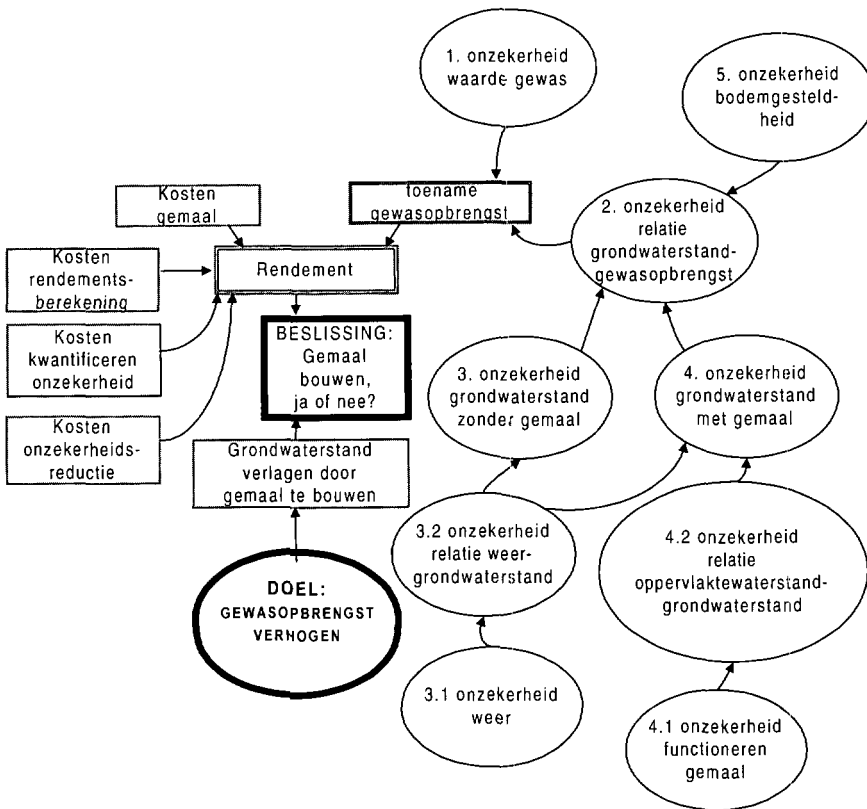 1. onzekerheid
waarde gewas
5. onzekerheid
bodemgesteld-
heid
Kosten
gemaal
toename
gewasopbrengst
2. onzekerheid
relatie
grondwaterstand-
gewasopbrengst
Kosten
rendements-
berekening
Rendement
Kosten
kwantificeren
onzekerheid
BESLISSING:
Gemaal
bouwen,
ja of nee?
3. onzekerheid
grondwaterstand
zonder gemaal
4. onzekerheid
grondwaterstand
met gemaal
Kosten
onzekerheids-
reductie
Grondwaterstand
verlagen door
gemaal te bouwen
3.2 onzekerheid
relatie weer-
grondwaterstand
4.2 onzekerheid
relatie
oppervlaktewaterstand-
grondwaterstand
DOEL:
GEWASOPBRENGST
VERHOGEN
3.1 onzekerheid
weer
4.1 onzekerheid
functioneren
gemaal